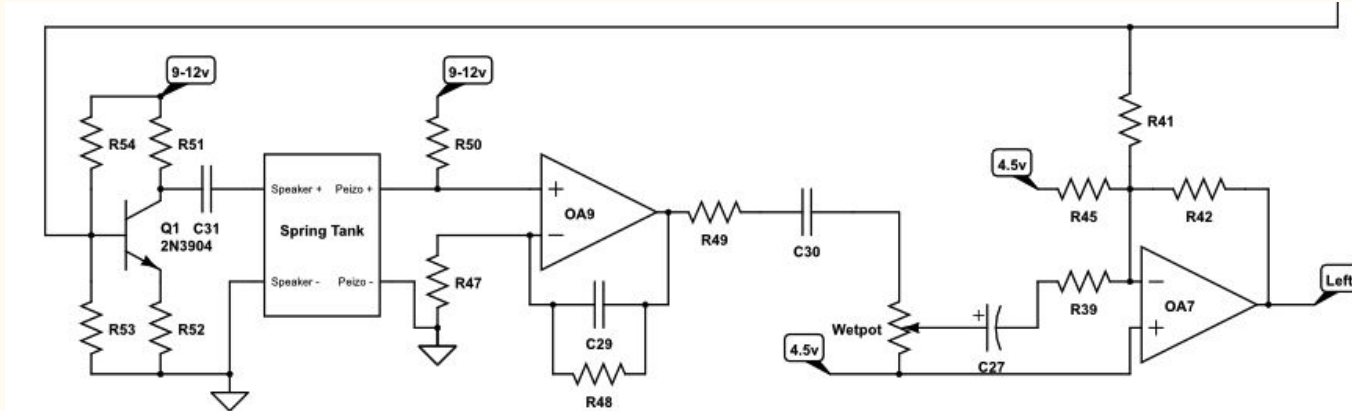 9-12v
9-12v
R54
R51
R50
R41
4.5v
Speaker +
Peizo +
Q1
2N3904
C31
Spring Tank
OA9
R49
C30
R45
R42
Speaker -
Peizo -
R47
R53
R52
C29
R48
Wetpot
R39
OA7
Left
4.5v
C27